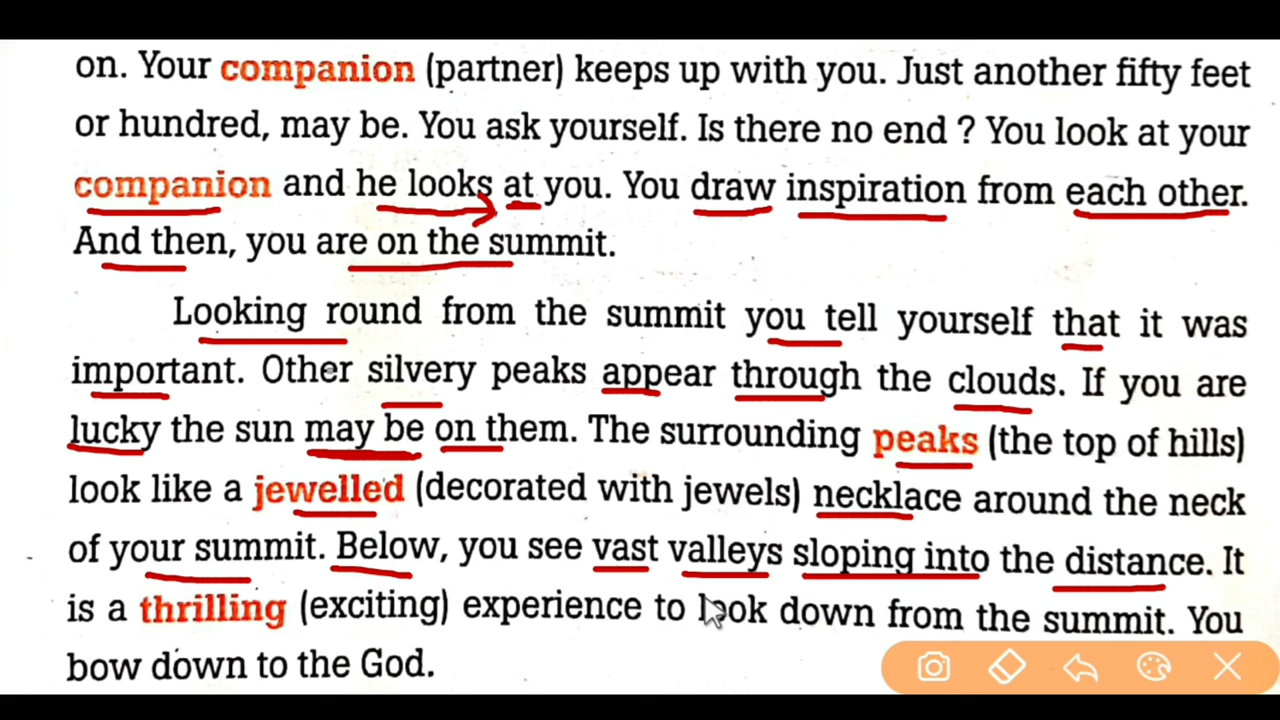 on. Your companion (partner) keeps up with you. Just another fifty feet
or hundred, may be. You ask yourself. Is there no end ? You look at your
companion and he looks at you. You draw inspiration from each other.
And then, you are on the summit.
Looking round from the summit you tell yourself that it was
important. Other silvery peaks appear through the clouds. If you are
lucky the sun may be on them. The surrounding peaks (the top of hills)
look like a jewelled (decorated with jewels) necklace around the neck
of your summit. Below, you see vast valleys sloping into the distance. It
is a thrilling (exciting) experience to look down from the summit. You
bow down to the God.